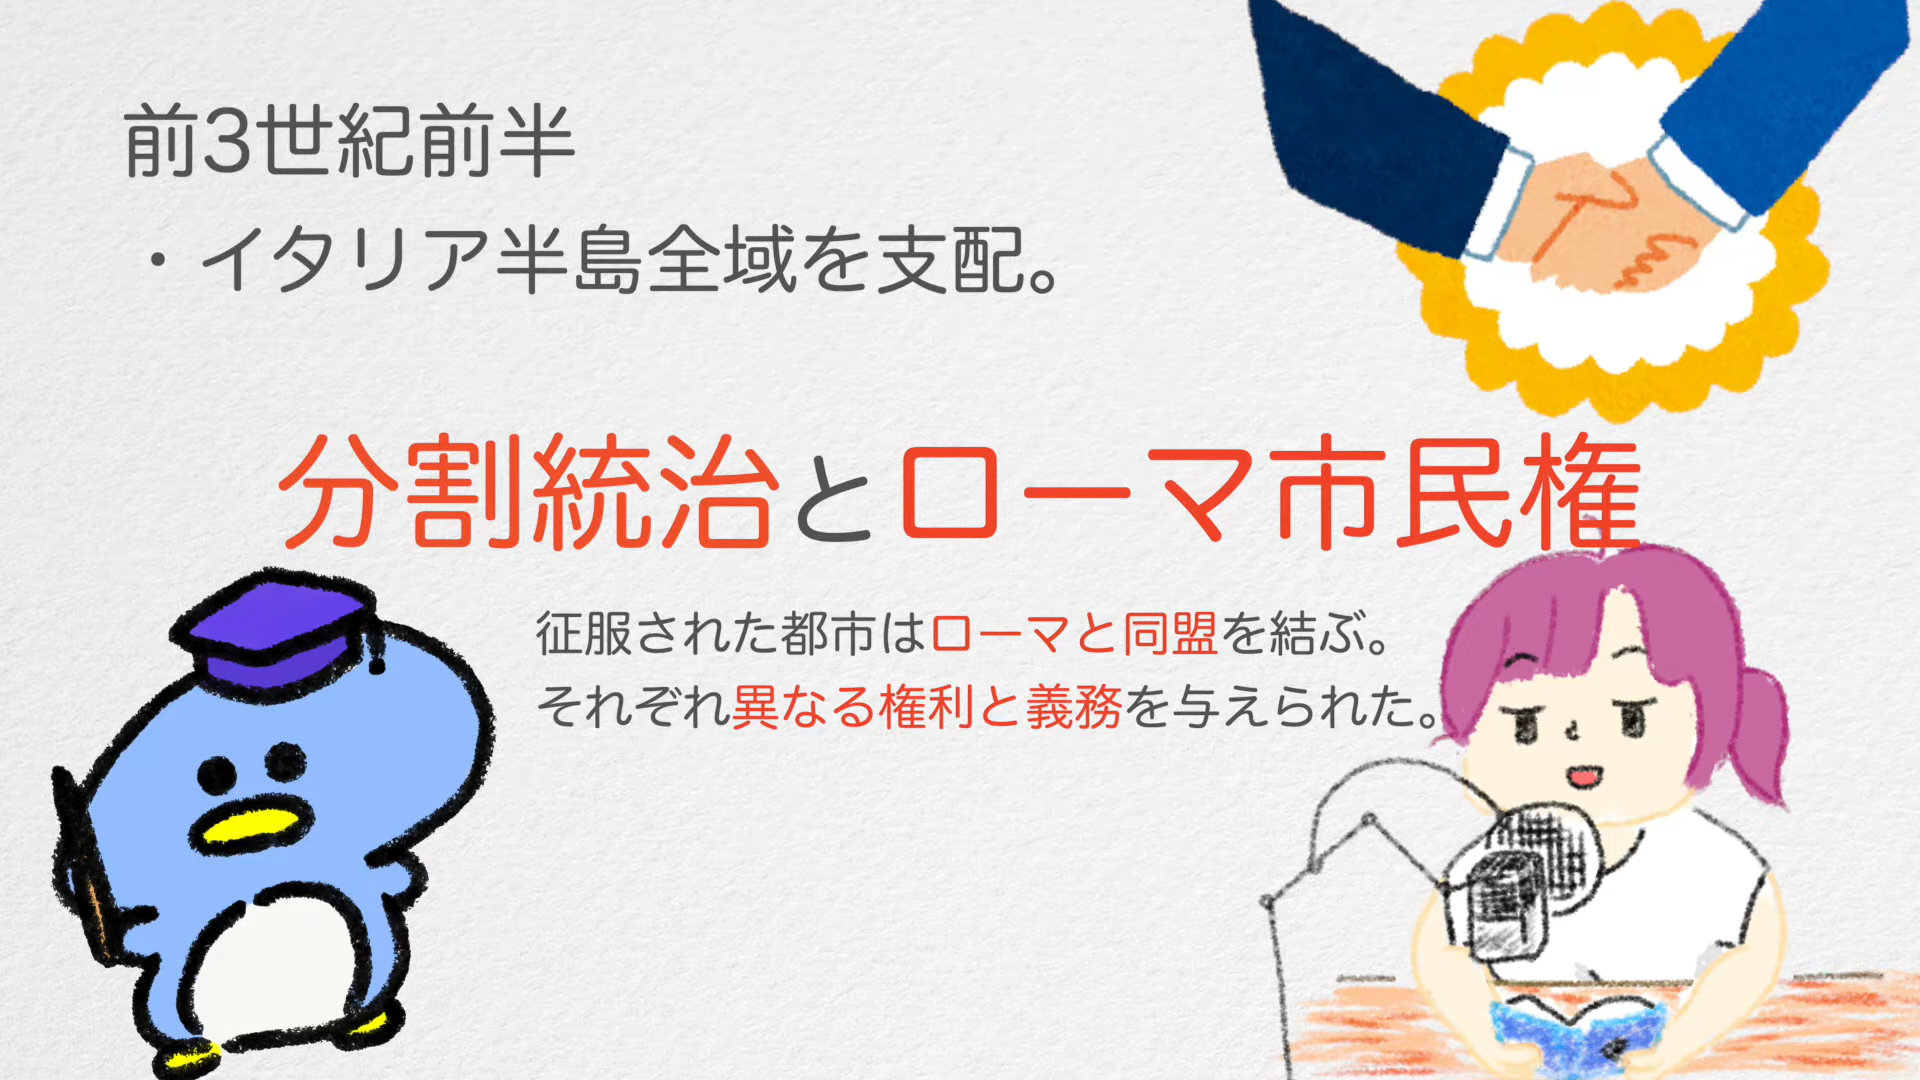 前3世紀前半
・イタリア半島全域を支配。
分割統治とローマ市民権
征服された都市はローマと同盟を結ぶ。
それぞれ異なる権利と義務を与えられた。